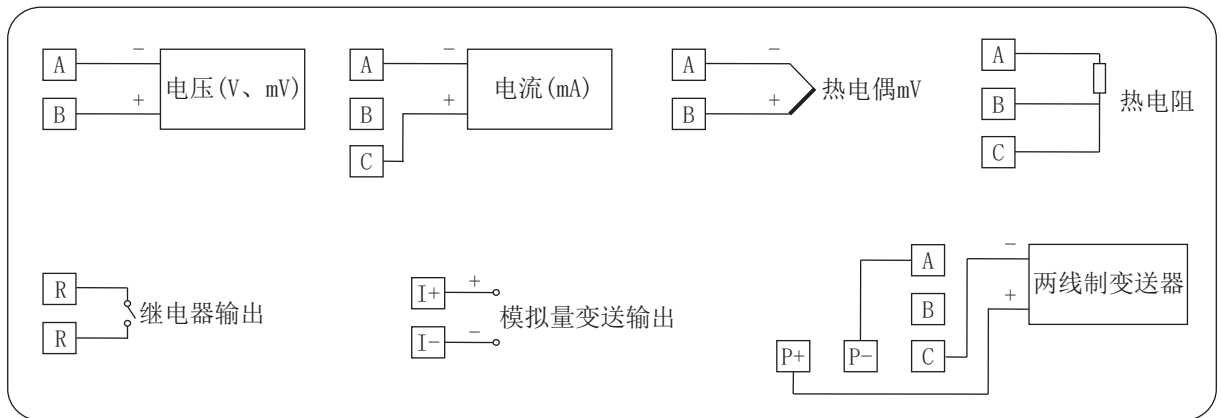 A
-
B
+
电压(V、mV)
A
-
B
+
C
电流(mA)
A
-
B
+
热电偶mV
A
B
C
热电阻
R
R
继电器输出
I+
+
I-
-
模拟量变送输出
A
B
C
P+
P-
-
+
两线制变送器